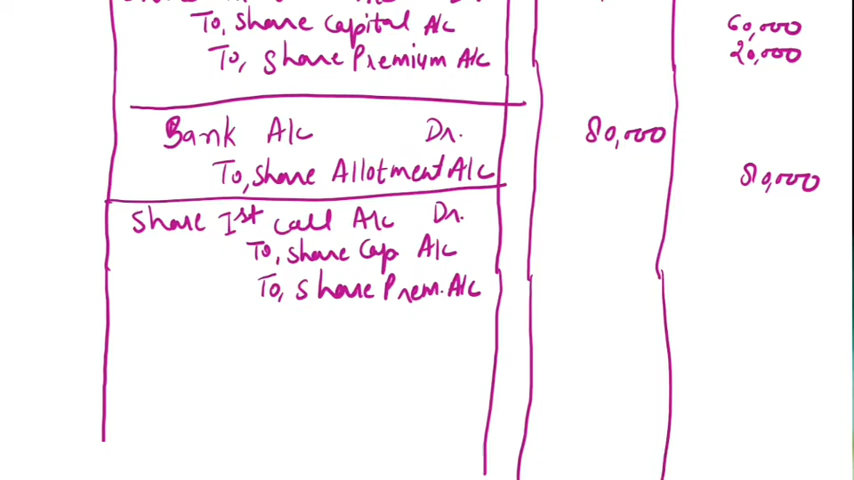 To, Share Capital A/c 60,000
To, Share Premium A/c 20,000
Bank A/c Dr. 80,000
To, Share Allotment A/c 80,000
Share 1st Call A/c Dr.
To, Share Cap A/c
To, Share Prem. A/c